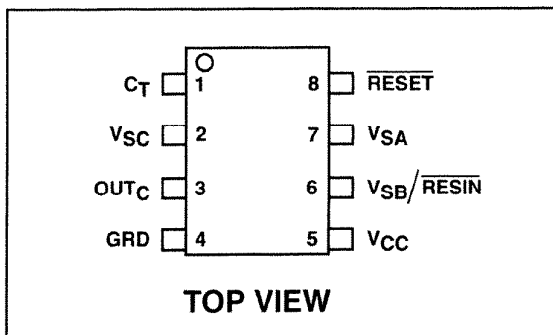 CT 1 8 RESET
VSC 2 7 VSA
OUTC 3 6 VSB/RESIN
GRD 4 5 VCC
TOP VIEW